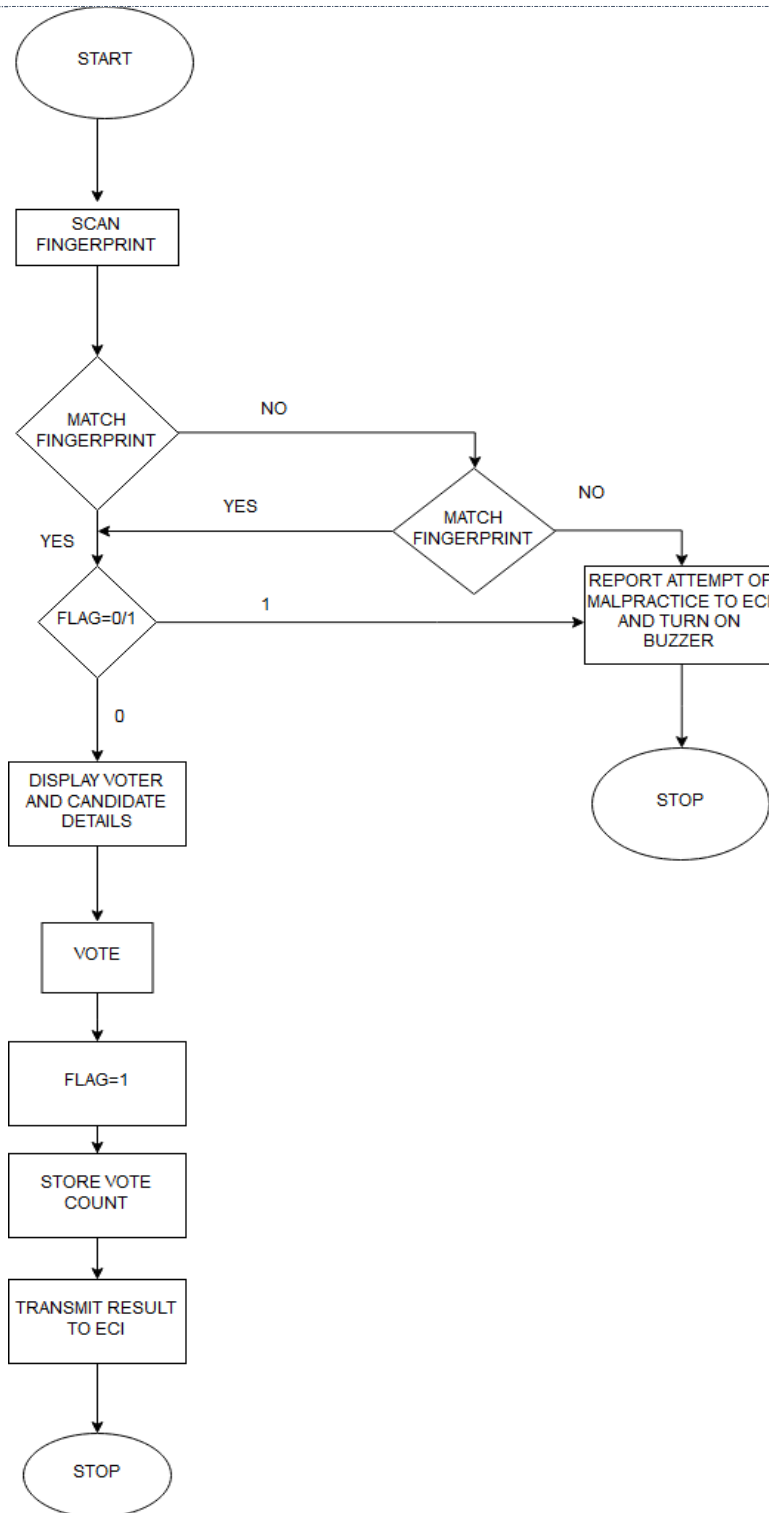 START
SCAN
FINGERPRINT
MATCH
FINGERPRINT
NO
MATCH
FINGERPRINT
NO
YES
YES
FLAG=0/1
1
REPORT ATTEMPT OF
MALPRACTICE TO ECI
AND TURN ON
BUZZER
0
DISPLAY VOTER
AND CANDIDATE
DETAILS
STOP
VOTE
FLAG=1
STORE VOTE
COUNT
TRANSMIT RESULT
TO ECI
STOP